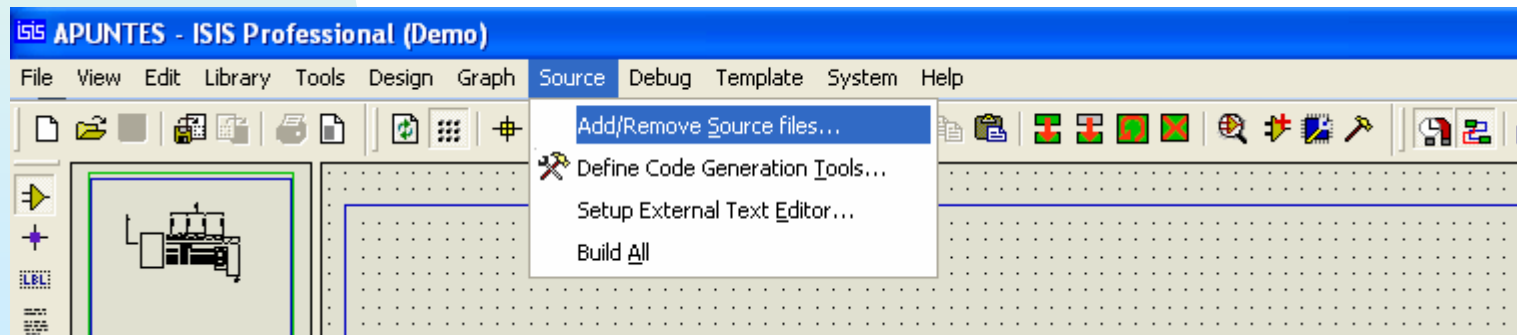 isis APUNTES - ISIS Professional (Demo)
File View Edit Library Tools Design Graph Source Debug Template System Help
Add/Remove Source files...
Define Code Generation Tools...
Setup External Text Editor...
Build All
LBL